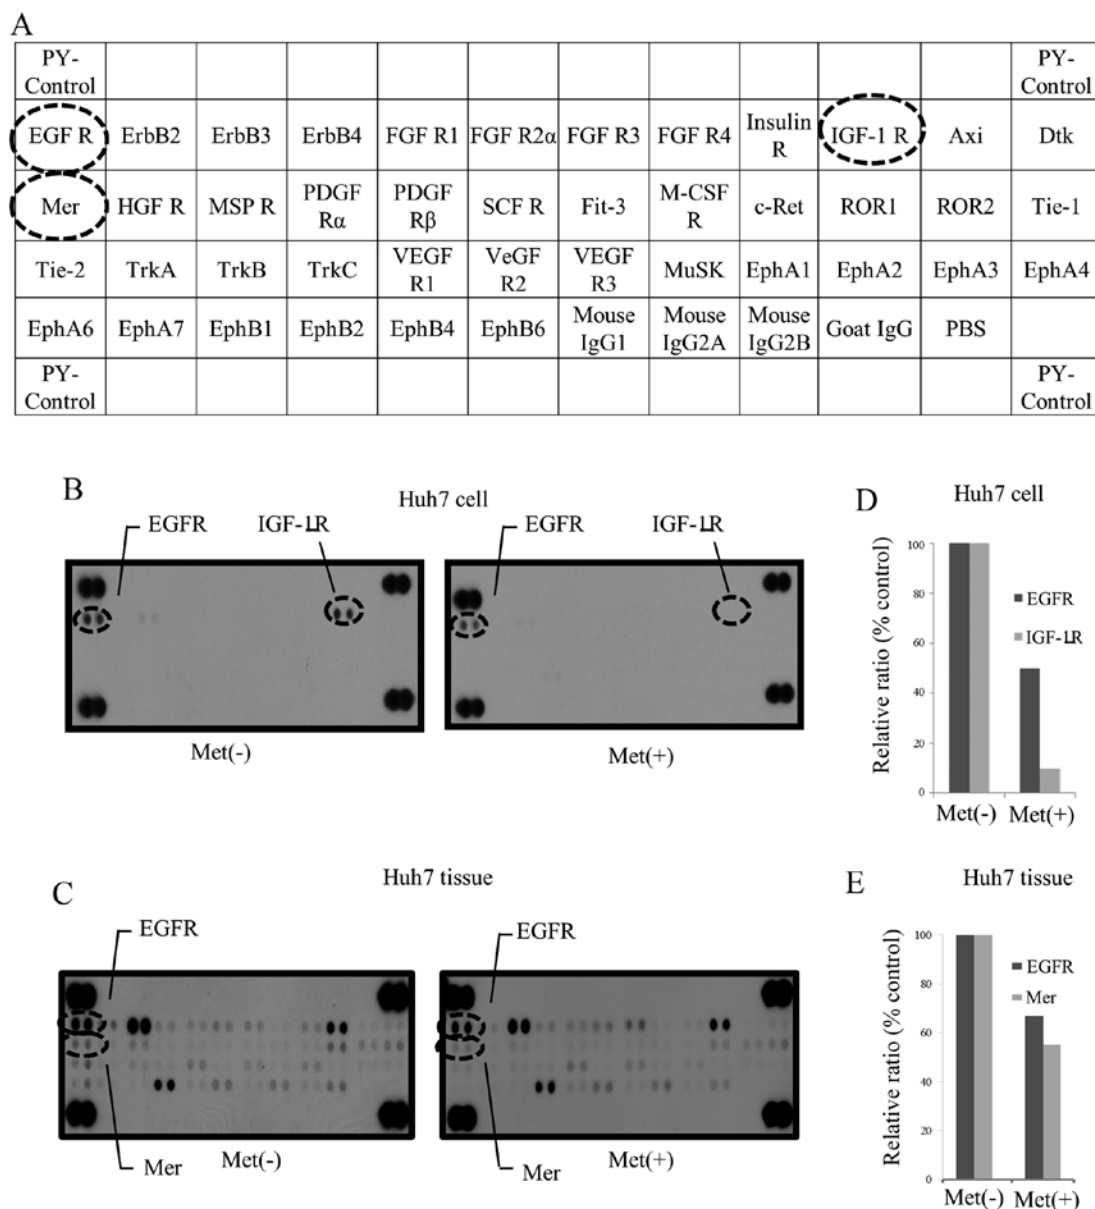 A
PY-Control PY-Control
EGF R ErbB2 ErbB3 ErbB4 FGF R1 FGF R2α FGF R3 FGF R4 Insulin R IGF-1 R Axi Dtk
Mer HGF R MSP R PDGF Rα PDGF Rβ SCF R Fit-3 M-CSF R c-Ret ROR1 ROR2 Tie-1
Tie-2 TrkA TrkB TrkC VEGF R1 VeGF R2 VEGF R3 MuSK EphA1 EphA2 EphA3 EphA4
EphA6 EphA7 EphB1 EphB2 EphB4 EphB6 Mouse IgG1 Mouse IgG2A Mouse IgG2B Goat IgG PBS
PY-Control PY-Control
B
Huh7 cell
EGFR IGF-1R EGFR IGF-1R
Met(-) Met(+)
D
Huh7 cell
Relative ratio (% control)
100
80
60
40
20
0
EGFR
IGF-1R
Met(-) Met(+)
C
Huh7 tissue
EGFR EGFR
Mer Met(-) Mer Met(+)
E
Huh7 tissue
Relative ratio (% control)
100
80
60
40
20
0
EGFR
Mer
Met(-) Met(+)